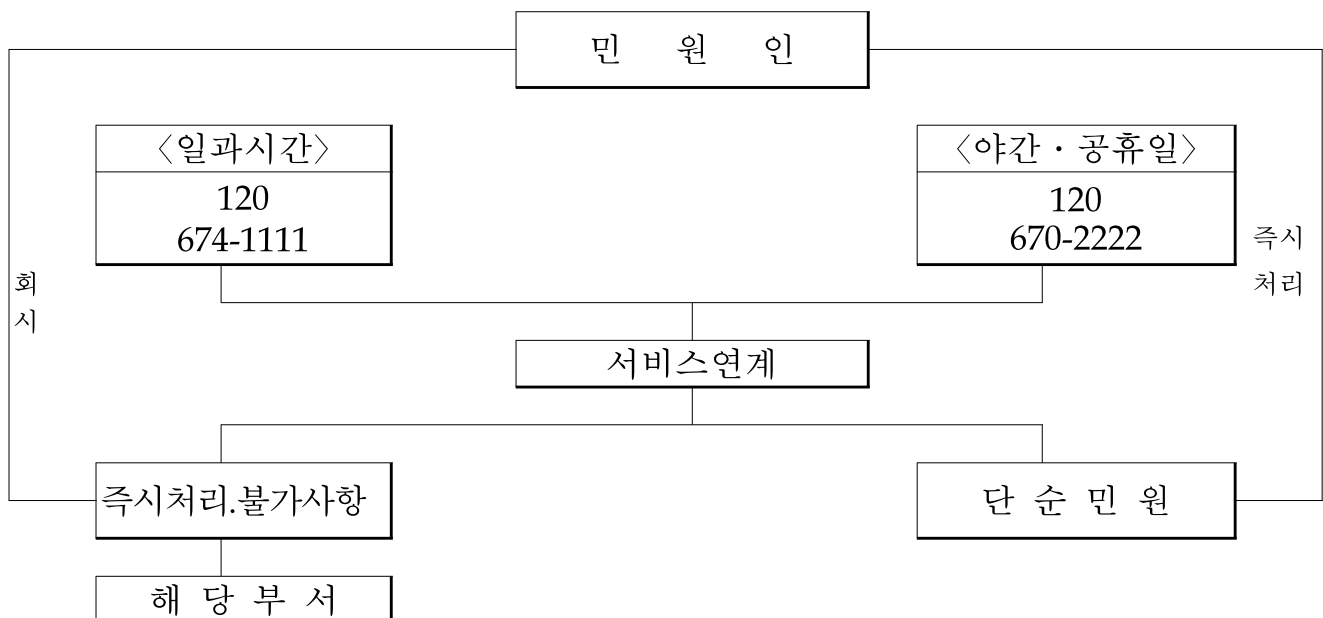 민 원 인
〈일과시간〉
120
674-1111
〈야간 · 공휴일〉
120
670-2222
회
시
즉시
처리
서비스연계
즉시처리.불가사항
단 순 민 원
해 당 부 서